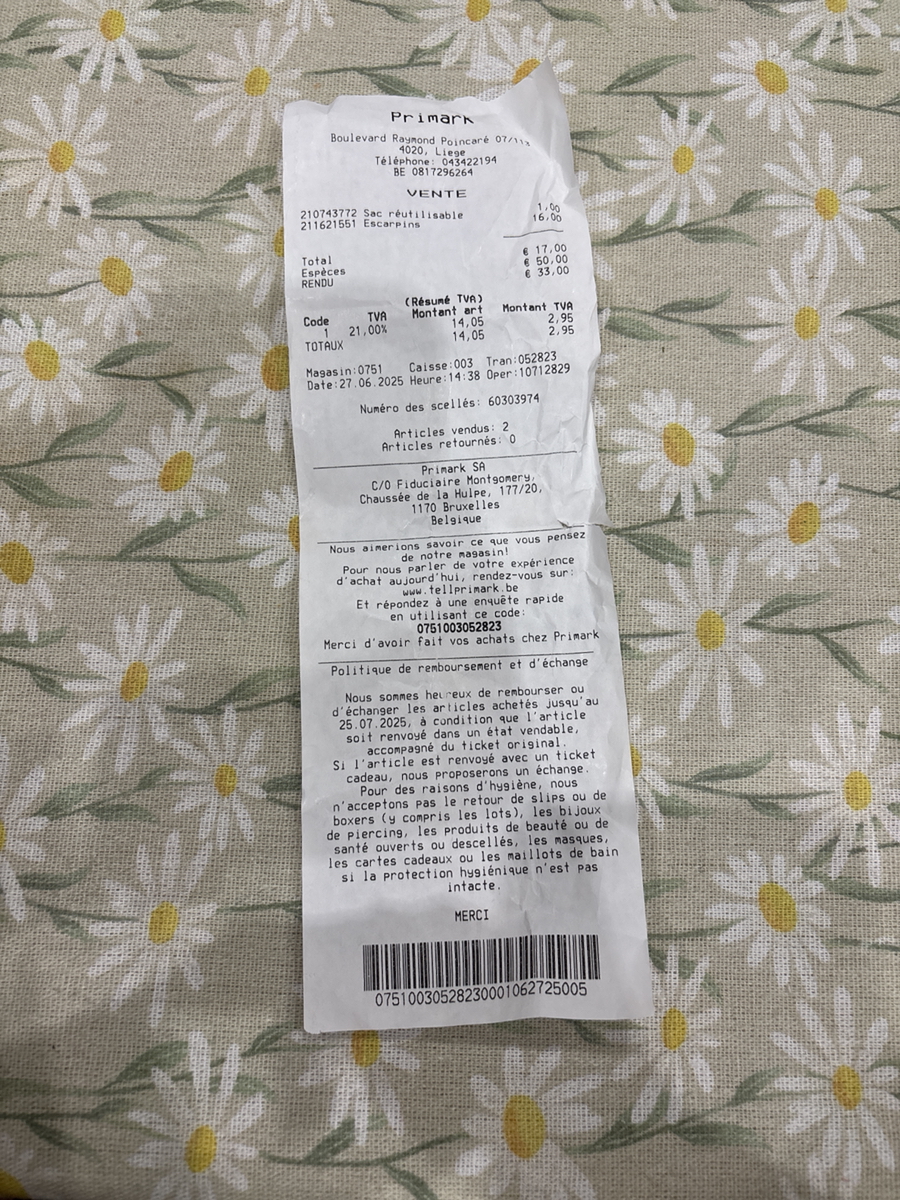 Primark
Boulevard Raymond Poincaré
4020, Liege
Téléphone: 043422194
BE 0817296264
VENTE
210743772 Sac réutilisable 1,00
211621551 Escarpins 16,00
Total € 17,00
Espèces € 50,00
RENDU € 33,00
(Résumé TVA)
Code TVA Montant art Montant TVA
1 21,00% 14,05 2,95
TOTAUX 14,05 2,95
Magasin:0751 Caisse:003 Tran:052823
Date:27.06.2025 Heure:14:38 Oper:10712829
Numéro des scellés: 60303974
Articles vendus: 2
Articles retournés: 0
Primark SA
C/O Fiduciaire Montgomery,
Chaussée de la Hulpe, 177/20,
1170 Bruxelles
Belgique
Nous aimerions savoir ce que vous pensez
de notre magasin!
Pour nous parler de votre expérience
d'achat aujourd'hui, rendez-vous sur:
www.tellprimark.be
Et répondez à une enquête rapide
en utilisant ce code:
0751003052823
Merci d'avoir fait vos achats chez Primark
Politique de remboursement et d'échange
Nous sommes heureux de rembourser ou
d'échanger les articles achetés jusqu'au
25.07.2025, à condition que l'article
soit renvoyé dans un état vendable,
accompagné du ticket original.
Si l'article est renvoyé avec un ticket
cadeau, nous proposerons un échange.
Pour des raisons d'hygiène, nous
n'acceptons pas le retour de slips ou de
boxers (y compris les lots), les bijoux
de piercing, les produits de beauté ou de
santé ouverts ou descellés, les masques,
les cartes cadeaux ou les maillots de bain
si la protection hygiénique n'est pas
intacte.
MERCI
07510030528230001062725005